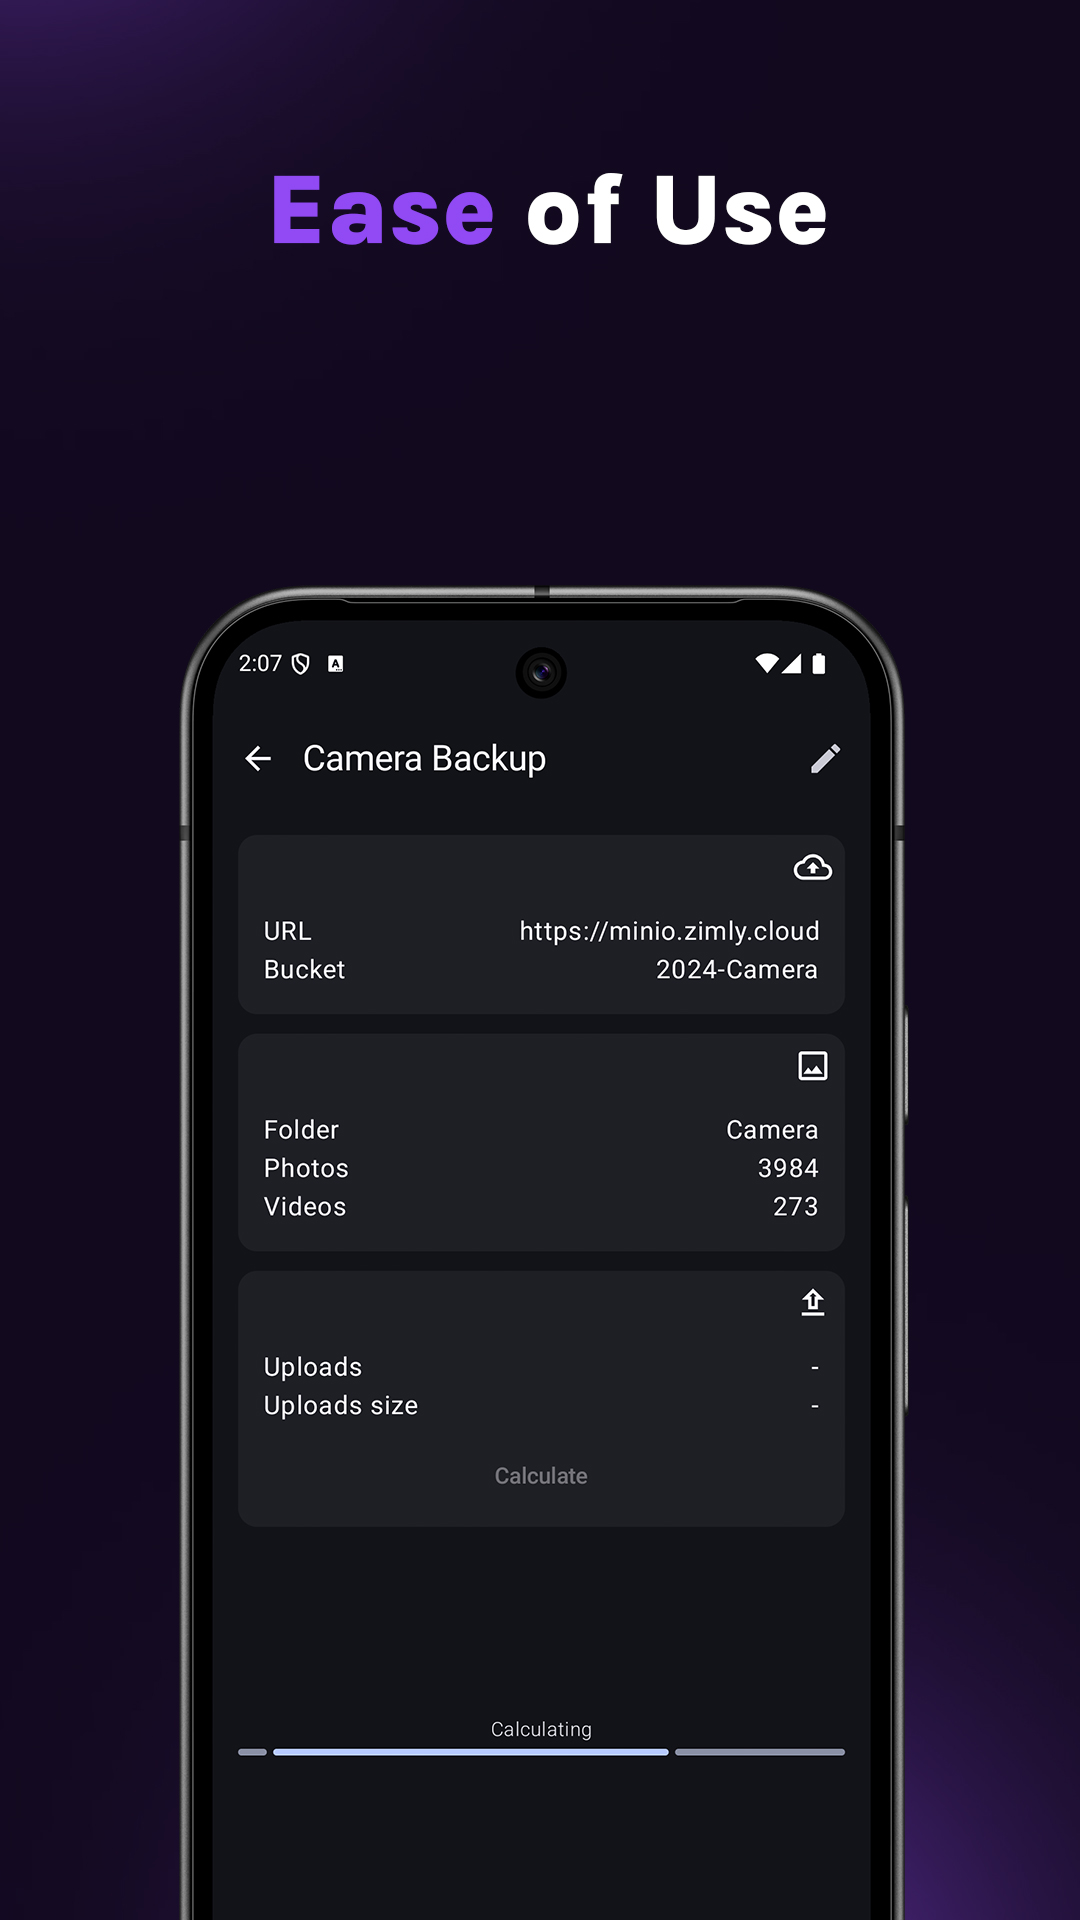 Ease of Use
2:07
Camera Backup
URL https://minio.zimly.cloud
Bucket 2024-Camera
Folder Camera
Photos 3984
Videos 273
Uploads -
Uploads size -
Calculate
Calculating